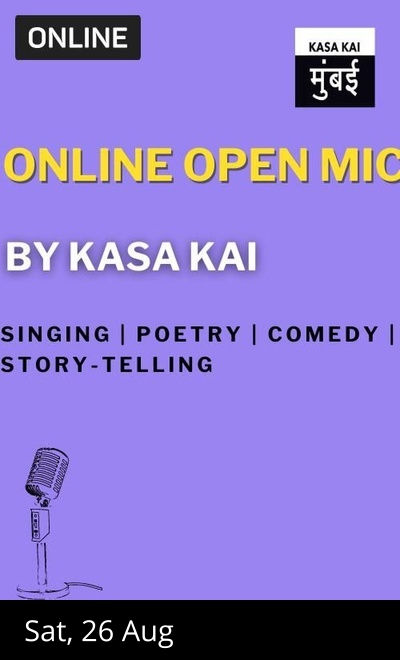 ONLINE
KASA KAI
मुंबई
ONLINE OPEN MIC
BY KASA KAI
SINGING | POETRY | COMEDY |
STORY-TELLING
Sat, 26 Aug